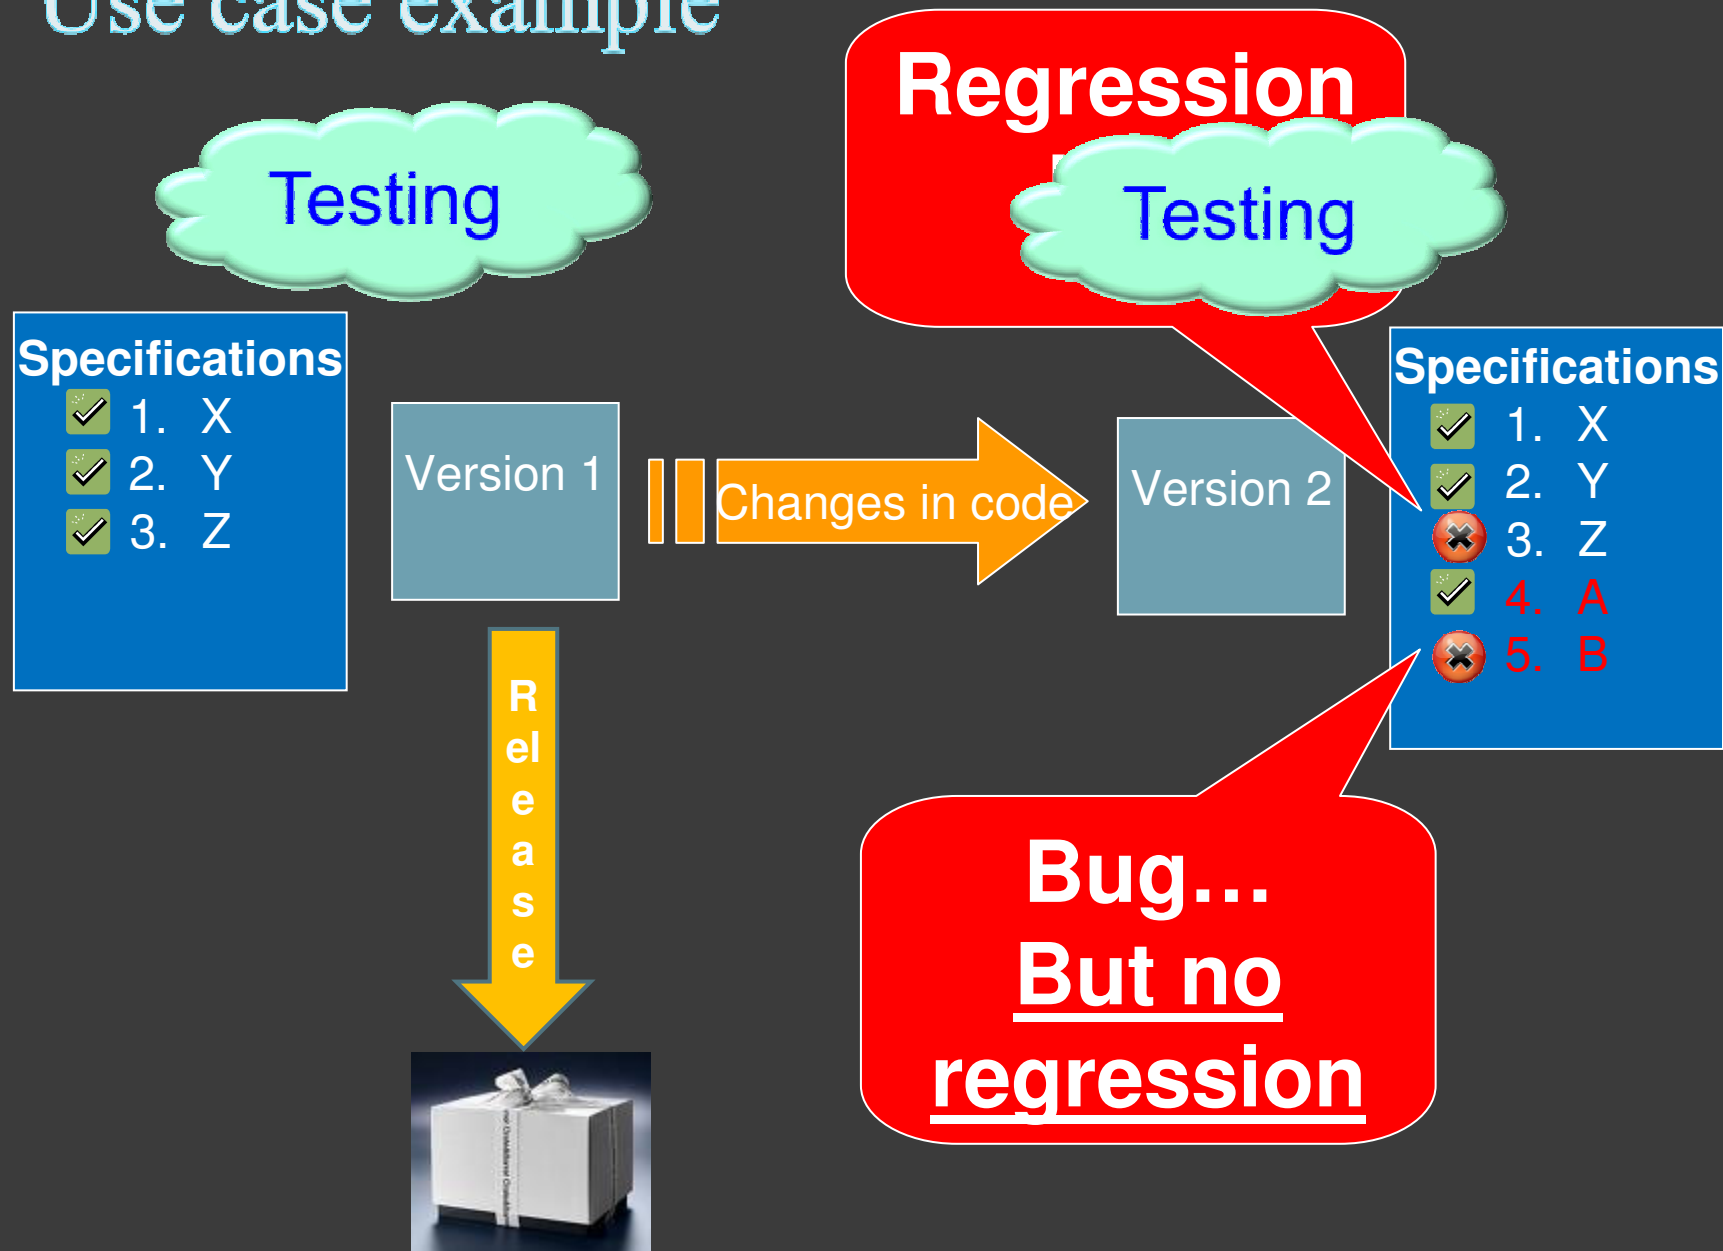 Use case example
Regression
Testing
Testing
Specifications
1. X
2. Y
3. Z
Version 1
Changes in code
Version 2
Specifications
1. X
2. Y
3. Z
4. A
5. B
R
el
e
a
s
e
Bug…
But no
regression